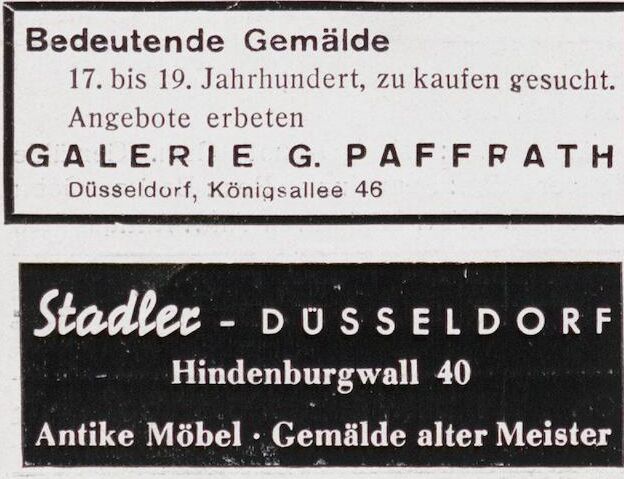 Bedeutende Gemälde
17. bis 19. Jahrhundert, zu kaufen gesucht.
Angebote erbeten
GALERIE G. PAFFRATH
Düsseldorf, Königsallee 46
Stadler - DÜSSELDORF
Hindenburgwall 40
Antike Möbel · Gemälde alter Meister